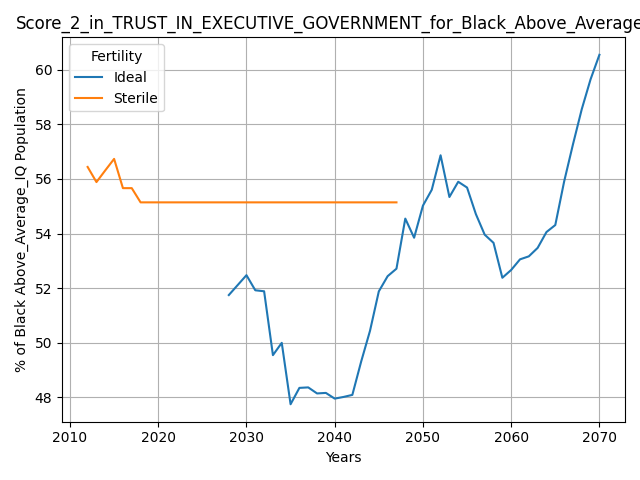 Score_2_in_TRUST_IN_EXECUTIVE_GOVERNMENT_for_Black_Above_Average
Fertility
Ideal
Sterile
% of Black Above_Average_IQ Population
60
58
56
54
52
50
48
2010 2020 2030 2040 2050 2060 2070
Years